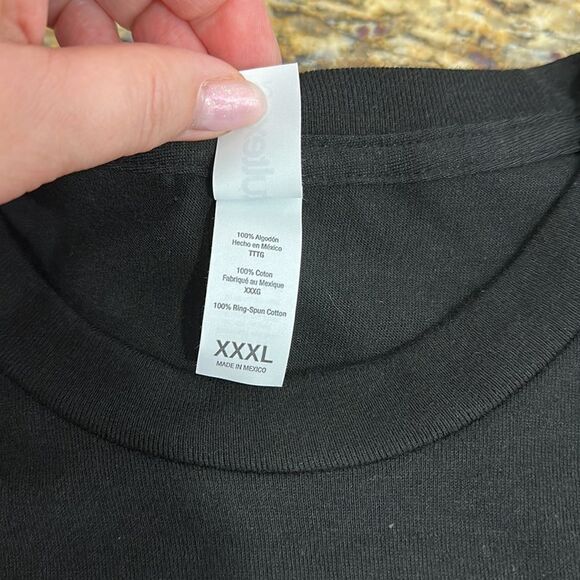 100% Algodón
Hecho en México
TTTG
100% Coton
Fabriqué au Mexique
XXXG
100% Ring-Spun Cotton
XXXL
MADE IN MEXICO